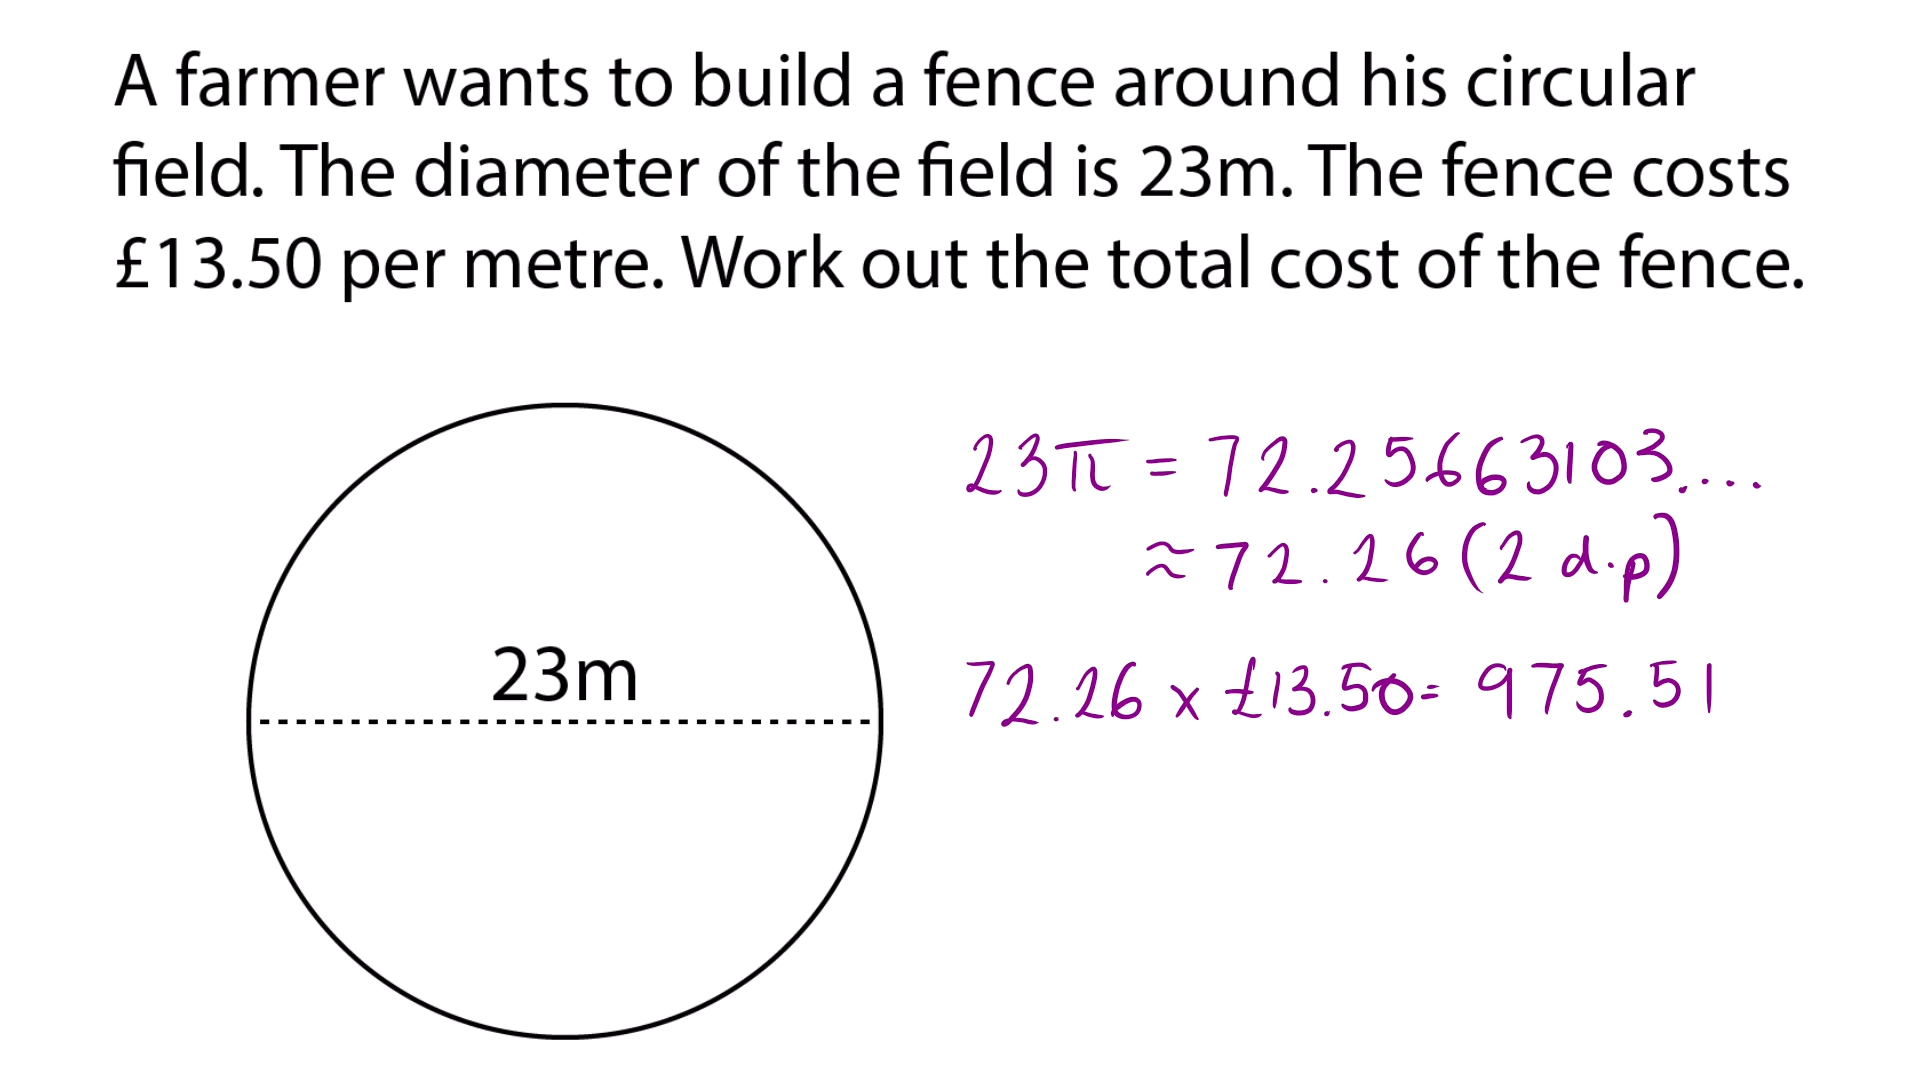 A farmer wants to build a fence around his circular
field. The diameter of the field is 23m. The fence costs
£13.50 per metre. Work out the total cost of the fence.
23m
23π = 72.25663103....
≈ 72.26 (2 d.p)
72.26 x £13.50 = 975.51